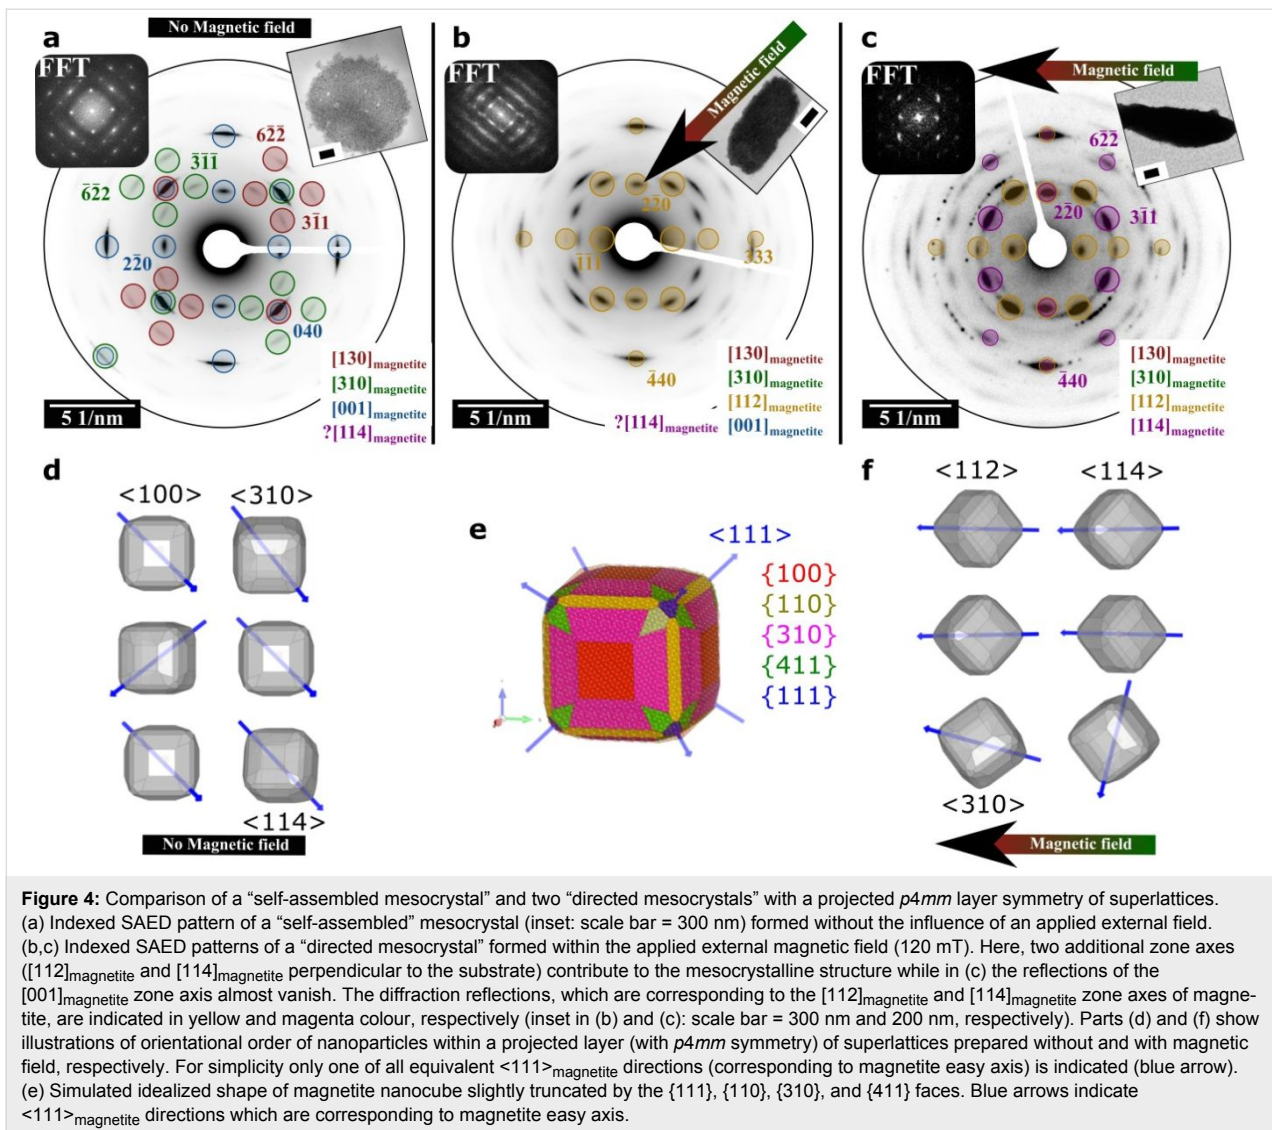 No Magnetic field
a
FFT
62̄2̄
3̄1̄1̄
6̄2̄2
3̄11
22̄0
040
[130]magnetite
[310]magnetite
[001]magnetite
?[114]magnetite
5 1/nm
b
FFT
Magnetic field
22̄0
1̄1̄1
333
4̄40
[130]magnetite
[310]magnetite
[112]magnetite
?[114]magnetite
[001]magnetite
5 1/nm
c
FFT
Magnetic field
62̄2̄
22̄0
31̄1̄
4̄40
[130]magnetite
[310]magnetite
[112]magnetite
[114]magnetite
5 1/nm
d
<100> <310>
<114>
No Magnetic field
e
<111>
{100}
{110}
{310}
{411}
{111}
f
<112> <114>
<310>
Magnetic field
Figure 4: Comparison of a “self-assembled mesocrystal” and two “directed mesocrystals” with a projected p4mm layer symmetry of superlattices.
(a) Indexed SAED pattern of a “self-assembled” mesocrystal (inset: scale bar = 300 nm) formed without the influence of an applied external field.
(b,c) Indexed SAED patterns of a “directed mesocrystal” formed within the applied external magnetic field (120 mT). Here, two additional zone axes
([112]magnetite and [114]magnetite perpendicular to the substrate) contribute to the mesocrystalline structure while in (c) the reflections of the
[001]magnetite zone axis almost vanish. The diffraction reflections, which are corresponding to the [112]magnetite and [114]magnetite zone axes of magne-
tite, are indicated in yellow and magenta colour, respectively (inset in (b) and (c): scale bar = 300 nm and 200 nm, respectively). Parts (d) and (f) show
illustrations of orientational order of nanoparticles within a projected layer (with p4mm symmetry) of superlattices prepared without and with magnetic
field, respectively. For simplicity only one of all equivalent <111>magnetite directions (corresponding to magnetite easy axis) is indicated (blue arrow).
(e) Simulated idealized shape of magnetite nanocube slightly truncated by the {111}, {110}, {310}, and {411} faces. Blue arrows indicate
<111>magnetite directions which are corresponding to magnetite easy axis.